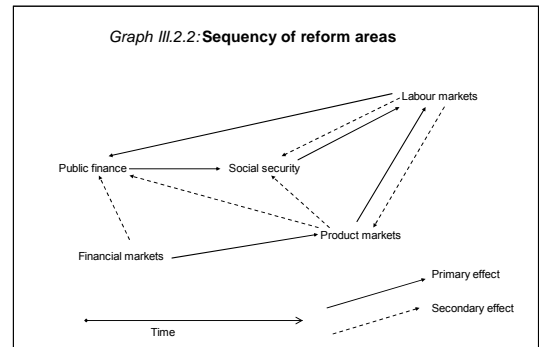 Graph III.2.2: Sequency of reform areas
Labour markets
Public finance
Social security
Product markets
Financial markets
Primary effect
Secondary effect
Time